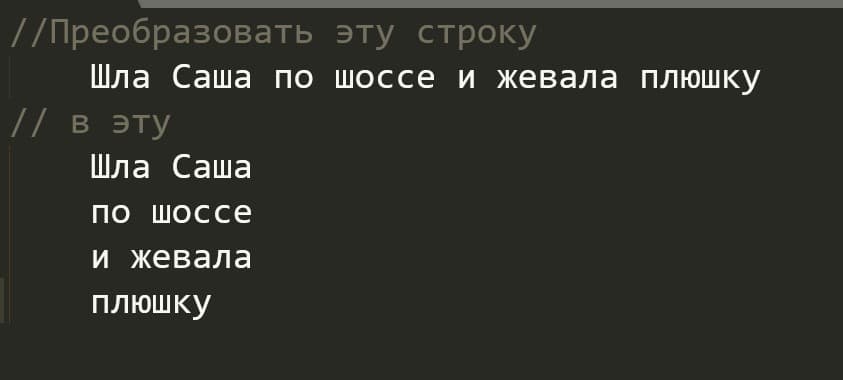 //Преобразовать эту строку
Шла Саша по шоссе и жевала плюшку
// в эту
Шла Саша
по шоссе
и жевала
плюшку